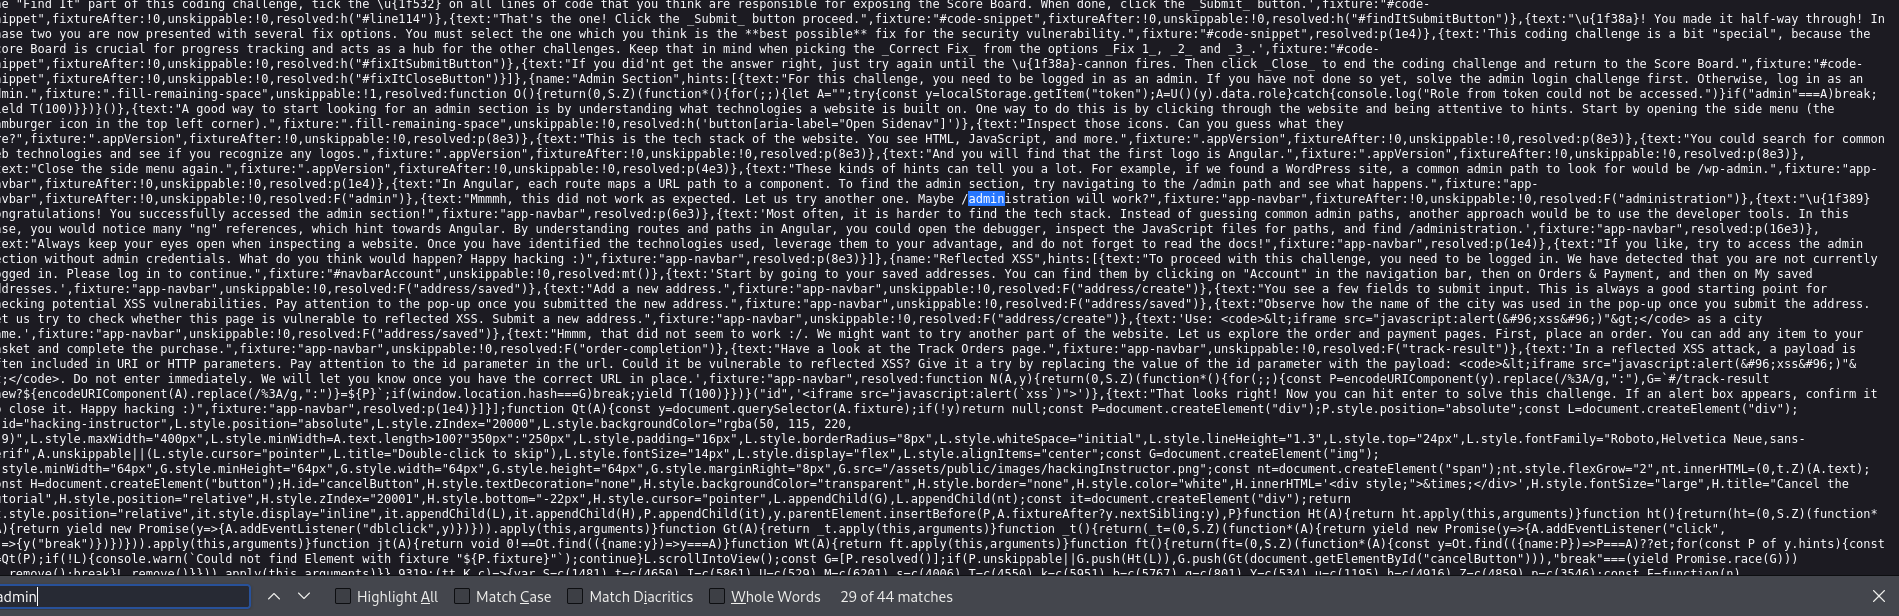 he "Find It" part of this coding challenge, tick the \u{1f532} on all lines of code that you think are responsible for exposing the Score Board. When done, click the _Submit_ button.',fixture:"#code-
nippet",fixtureAfter:!0,unskippable:!0,resolved:h("#line114")},{text:"That's the one! Click the _Submit_ button proceed.",fixture:"#code-snippet",fixtureAfter:!0,unskippable:!0,resolved:h("#findItSubmitButton")},{text:"\u{1f38a}! You made it half-way through! In
hase two you are now presented with several fix options. You must select the one which you think is the **best possible** fix for the security vulnerability.",fixture:"#code-snippet",resolved:p(1e4)},{text:'This coding challenge is a bit "special", because the
core Board is crucial for progress tracking and acts as a hub for the other challenges. Keep that in mind when picking the _Correct Fix_ from the options _Fix 1_, _2_ and _3_.',fixture:"#code-
nippet",fixtureAfter:!0,unskippable:!0,resolved:h("#fixItSubmitButton")},{text:"If you did'nt get the answer right, just try again until the \u{1f38a}-cannon fires. Then click _Close_ to end the coding challenge and return to the Score Board.",fixture:"#code-
nippet",fixtureAfter:!0,unskippable:!0,resolved:h("#fixItCloseButton")}]},{name:"Admin Section",hints:[{text:"For this challenge, you need to be logged in as an admin. If you have not done so yet, solve the admin login challenge first. Otherwise, log in as an
dmin.",fixture:".fill-remaining-space",unskippable:!1,resolved:function O(){return(0,S.Z)(function*(){for(;;){let A="";try{const y=localStorage.getItem("token");A=U()(y).data.role}catch{console.log("Role from token could not be accessed.")}if("admin"===A)break;
ield T(100)}})}()},{text:"A good way to start looking for an admin section is by understanding what technologies a website is built on. One way to do this is by clicking through the website and being attentive to hints. Start by opening the side menu (the
amburger icon in the top left corner).",fixture:".fill-remaining-space",unskippable:!0,resolved:h('button[aria-label="Open Sidenav"]')},{text:"Inspect those icons. Can you guess what they
re?",fixture:".appVersion",fixtureAfter:!0,unskippable:!0,resolved:p(8e3)},{text:"This is the tech stack of the website. You see HTML, JavaScript, and more.",fixture:".appVersion",fixtureAfter:!0,unskippable:!0,resolved:p(8e3)},{text:"You could search for common
eb technologies and see if you recognize any logos.",fixture:".appVersion",fixtureAfter:!0,unskippable:!0,resolved:p(8e3)},{text:"And you will find that the first logo is Angular.",fixture:".appVersion",fixtureAfter:!0,unskippable:!0,resolved:p(8e3)},
text:"Close the side menu again.",fixture:".appVersion",fixtureAfter:!0,unskippable:!0,resolved:p(4e3)},{text:"These kinds of hints can tell you a lot. For example, if we found a WordPress site, a common admin path to look for would be /wp-admin.",fixture:"app-
avbar",fixtureAfter:!0,unskippable:!0,resolved:p(1e4)},{text:"In Angular, each route maps a URL path to a component. To find the admin section, try navigating to the /admin path and see what happens.",fixture:"app-
avbar",fixtureAfter:!0,unskippable:!0,resolved:F("admin")},{text:"Mmmmh, this did not work as expected. Let us try another one. Maybe /administration will work?",fixture:"app-navbar",fixtureAfter:!0,unskippable:!0,resolved:F("administration")},{text:"\u{1f389}
ongratulations! You successfully accessed the admin section!",fixture:"app-navbar",resolved:p(6e3)},{text:'Most often, it is harder to find the tech stack. Instead of guessing common admin paths, another approach would be to use the developer tools. In this
ase, you would notice many "ng" references, which hint towards Angular. By understanding routes and paths in Angular, you could open the debugger, inspect the JavaScript files for paths, and find /administration.',fixture:"app-navbar",resolved:p(16e3)},
text:"Always keep your eyes open when inspecting a website. Once you have identified the technologies used, leverage them to your advantage, and do not forget to read the docs!",fixture:"app-navbar",resolved:p(1e4)},{text:"If you like, try to access the admin
ection without admin credentials. What do you think would happen? Happy hacking :)",fixture:"app-navbar",resolved:p(8e3)}]},{name:"Reflected XSS",hints:[{text:"To proceed with this challenge, you need to be logged in. We have detected that you are not currently
ogged in. Please log in to continue.",fixture:"#navbarAccount",unskippable:!0,resolved:mt()},{text:'Start by going to your saved addresses. You can find them by clicking on "Account" in the navigation bar, then on Orders & Payment, and then on My saved
ddresses.',fixture:"app-navbar",unskippable:!0,resolved:F("address/saved")},{text:"Add a new address.",fixture:"app-navbar",unskippable:!0,resolved:F("address/create")},{text:"You see a few fields to submit input. This is always a good starting point for
hecking potential XSS vulnerabilities. Pay attention to the pop-up once you submitted the new address.",fixture:"app-navbar",unskippable:!0,resolved:F("address/saved")},{text:"Observe how the name of the city was used in the pop-up once you submit the address.
et us try to check whether this page is vulnerable to reflected XSS. Submit a new address.",fixture:"app-navbar",unskippable:!0,resolved:F("address/create")},{text:'Use: <code>&lt;iframe src="javascript:alert(&#96;xss&#96;)"&gt;</code> as a city
ame.',fixture:"app-navbar",unskippable:!0,resolved:F("address/saved")},{text:"Hmmm, that did not seem to work :/. We might want to try another part of the website. Let us explore the order and payment pages. First, place an order. You can add any item to your
asket and complete the purchase.",fixture:"app-navbar",unskippable:!0,resolved:F("order-completion")},{text:"Have a look at the Track Orders page.",fixture:"app-navbar",unskippable:!0,resolved:F("track-result")},{text:'In a reflected XSS attack, a payload is
ften included in URI or HTTP parameters. Pay attention to the id parameter in the url. Could it be vulnerable to reflected XSS? Give it a try by replacing the value of the id parameter with the payload: <code>&lt;iframe src="javascript:alert(&#96;xss&#96;)"&
t;</code>. Do not enter immediately. We will let you know once you have the correct URL in place.',fixture:"app-navbar",resolved:function N(A,y){return(0,S.Z)(function*(){for(;;){const P=encodeURIComponent(y).replace(/%3A/g,":"),G=`#/track-result
new?${encodeURIComponent(A).replace(/%3A/g,":")}=${P}`;if(window.location.hash===G)break;yield T(100)}})}("id",'<iframe src="javascript:alert(`xss`)">')},{text:"That looks right! Now you can hit enter to solve this challenge. If an alert box appears, confirm it
o close it. Happy hacking :)",fixture:"app-navbar",resolved:p(1e4)}]}];function Qt(A){const y=document.querySelector(A.fixture);if(!y)return null;const P=document.createElement("div");P.style.position="absolute";const L=document.createElement("div");
.id="hacking-instructor",L.style.position="absolute",L.style.zIndex="20000",L.style.backgroundColor="rgba(50, 115, 220,
.9)",L.style.maxWidth="400px",L.style.minWidth=A.text.length>100?"350px":"250px",L.style.padding="16px",L.style.borderRadius="8px",L.style.whiteSpace="initial",L.style.lineHeight="1.3",L.style.top="24px",L.style.fontFamily="Roboto,Helvetica Neue,sans-
erif",A.unskippable||(L.style.cursor="pointer",L.title="Double-click to skip"),L.style.fontSize="14px",L.style.display="flex",L.style.alignItems="center";const G=document.createElement("img");
.style.minWidth="64px",G.style.minHeight="64px",G.style.width="64px",G.style.height="64px",G.style.marginRight="8px",G.src="/assets/public/images/hackingInstructor.png";const nt=document.createElement("span");nt.style.flexGrow="2",nt.innerHTML=(0,t.Z)(A.text);
onst H=document.createElement("button");H.id="cancelButton",H.style.textDecoration="none",H.style.backgroundColor="transparent",H.style.border="none",H.style.color="white",H.innerHTML='<div style;">&times;</div>',H.style.fontSize="large",H.title="Cancel the
utorial",H.style.position="relative",H.style.zIndex="20001",H.style.bottom="-22px",H.style.cursor="pointer",L.appendChild(G),L.appendChild(nt);const it=document.createElement("div");return
t.style.position="relative",it.style.display="inline",it.appendChild(L),it.appendChild(H),P.appendChild(it),y.parentElement.insertBefore(P,A.fixtureAfter?y.nextSibling:y),P}function Ht(A){return ht.apply(this,arguments)}function ht(){return(ht=(0,S.Z)(function*
A){return yield new Promise(y=>{A.addEventListener("dblclick",y)})})).apply(this,arguments)}function Gt(A){return _t.apply(this,arguments)}function _t(){return(_t=(0,S.Z)(function*(A){return yield new Promise(y=>{A.addEventListener("click",
=>{y("break")})})})).apply(this,arguments)}function jt(A){return void 0!==Ot.find(({name:y})=>y===A)}function Wt(A){return ft.apply(this,arguments)}function ft(){return(ft=(0,S.Z)(function*(A){const y=Ot.find(({name:P})=>P===A)??et;for(const P of y.hints){const
=Qt(P);if(!L){console.warn(`Could not find Element with fixture "${P.fixture}"`);continue}L.scrollIntoView();const G=[P.resolved()];if(P.unskippable||G.push(Ht(L)),G.push(Gt(document.getElementById("cancelButton"))),"break"===(yield Promise.race(G)))
admin
Highlight All
Match Case
Match Diacritics
Whole Words
29 of 44 matches